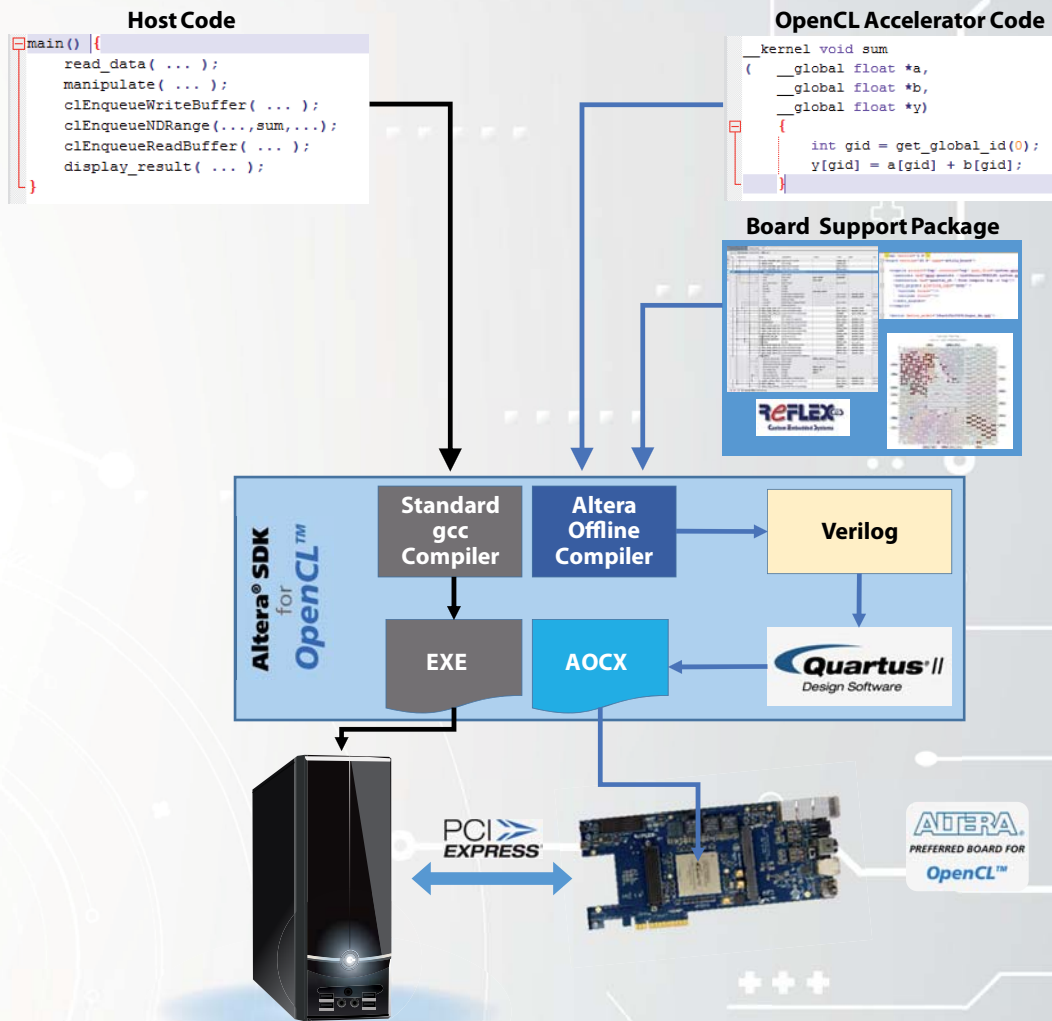 Host Code
main() {
read_data( ... );
manipulate( ... );
clEnqueueWriteBuffer( ... );
clEnqueueNDRange(...,sum,...);
clEnqueueReadBuffer( ... );
display_result( ... );
}
OpenCL Accelerator Code
__kernel void sum
( __global float *a,
__global float *b,
__global float *y)
{
int gid = get_global_id(0);
y[gid] = a[gid] + b[gid];
}
Board Support Package
REFLEX CES
Custom Embedded Systems
Altera® SDK
for
OpenCL™
Standard
gcc
Compiler
Altera
Offline
Compiler
Verilog
EXE
AOCX
Quartus® II
Design Software
PCI
EXPRESS®
ALTERA®
PREFERRED BOARD FOR
OpenCL™